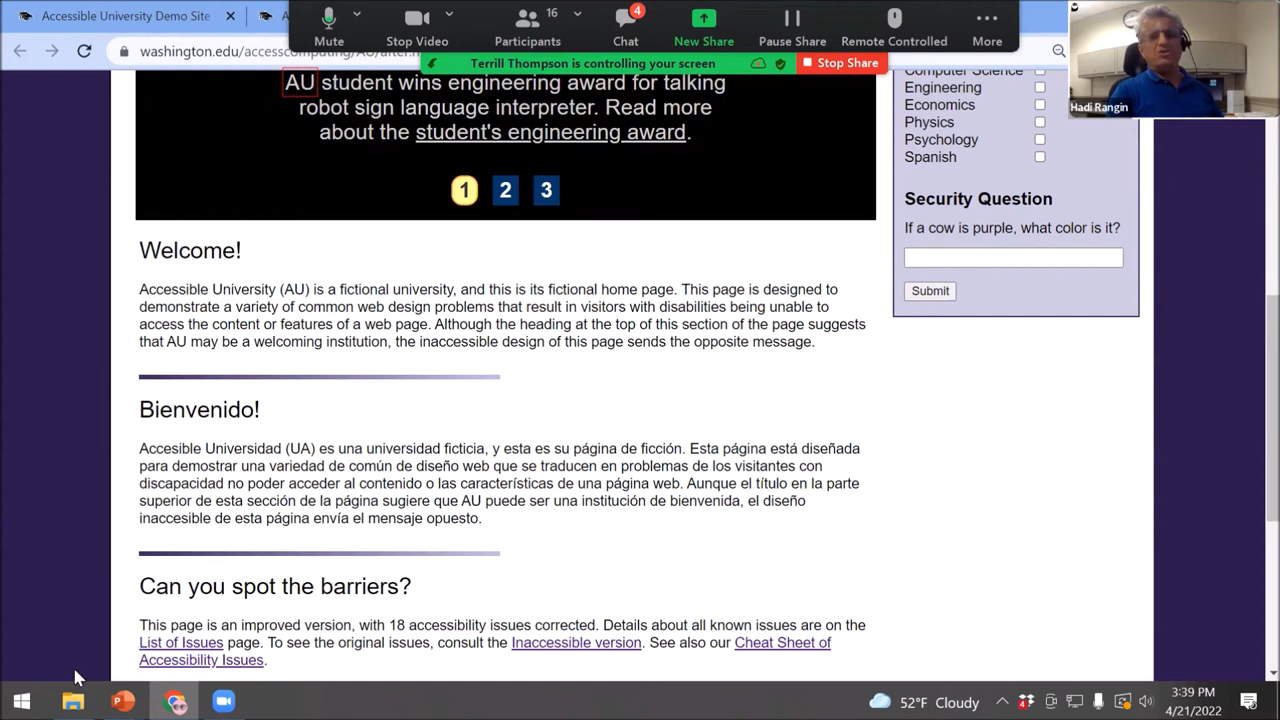 Accessible University Demo Site
16
4
Mute
Stop Video
Participants
Chat
New Share
Pause Share
Remote Controlled
More
washington.edu/accesscomputing/AU/after.
Terrill Thompson is controlling your screen
Stop Share
Hadi Rangin
AU student wins engineering award for talking
robot sign language interpreter. Read more
about the student's engineering award.
1
2
3
Computer Science
Engineering
Economics
Physics
Psychology
Spanish
Security Question
If a cow is purple, what color is it?
Submit
Welcome!
Accessible University (AU) is a fictional university, and this is its fictional home page. This page is designed to
demonstrate a variety of common web design problems that result in visitors with disabilities being unable to
access the content or features of a web page. Although the heading at the top of this section of the page suggests
that AU may be a welcoming institution, the inaccessible design of this page sends the opposite message.
Bienvenido!
Accesible Universidad (UA) es una universidad ficticia, y esta es su página de ficción. Esta página está diseñada
para demostrar una variedad de común de diseño web que se traducen en problemas de los visitantes con
discapacidad no poder acceder al contenido o las características de una página web. Aunque el título en la parte
superior de esta sección de la página sugiere que AU puede ser una institución de bienvenida, el diseño
inaccesible de esta página envía el mensaje opuesto.
Can you spot the barriers?
This page is an improved version, with 18 accessibility issues corrected. Details about all known issues are on the
List of Issues page. To see the original issues, consult the Inaccessible version. See also our Cheat Sheet of
Accessibility Issues.
52°F Cloudy
4
3:39 PM
4/21/2022